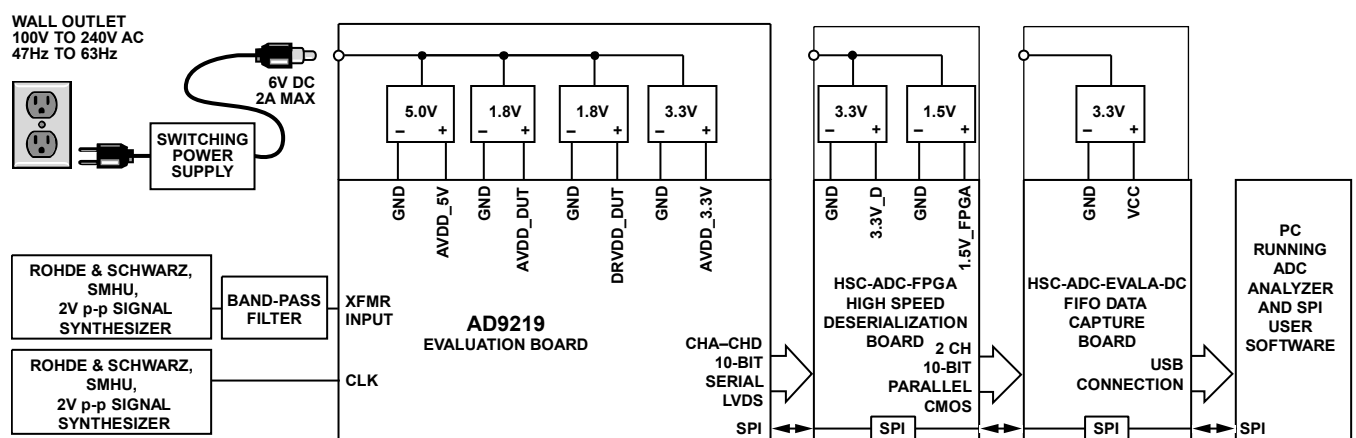 WALL OUTLET
100V TO 240V AC
47Hz TO 63Hz
6V DC
2A MAX
SWITCHING
POWER
SUPPLY
5.0V
– +
1.8V
– +
1.8V
– +
3.3V
– +
GND
AVDD_5V
GND
AVDD_DUT
GND
DRVDD_DUT
GND
AVDD_3.3V
3.3V
– +
1.5V
– +
GND
3.3V_D
GND
1.5V_FPGA
3.3V
– +
GND
VCC
ROHDE & SCHWARZ,
SMHU,
2V p-p SIGNAL
SYNTHESIZER
BAND-PASS
FILTER
XFMR
INPUT
ROHDE & SCHWARZ,
SMHU,
2V p-p SIGNAL
SYNTHESIZER
CLK
AD9219
EVALUATION BOARD
CHA–CHD
10-BIT
SERIAL
LVDS
SPI
HSC-ADC-FPGA
HIGH SPEED
DESERIALIZATION
BOARD
2 CH
10-BIT
PARALLEL
CMOS
SPI
HSC-ADC-EVALA-DC
FIFO DATA
CAPTURE
BOARD
USB
CONNECTION
SPI
PC
RUNNING
ADC
ANALYZER
AND SPI
USER
SOFTWARE
SPI